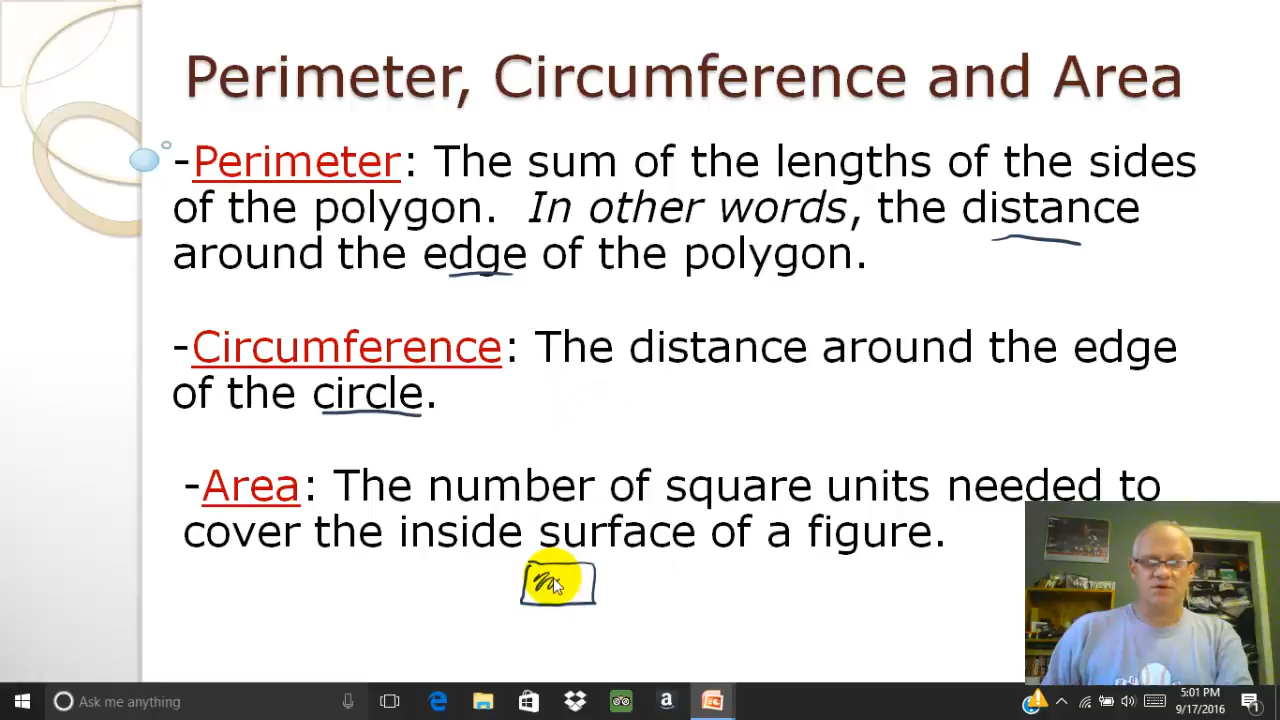 Perimeter, Circumference and Area
-Perimeter: The sum of the lengths of the sides
of the polygon. In other words, the distance
around the edge of the polygon.
-Circumference: The distance around the edge
of the circle.
-Area: The number of square units needed to
cover the inside surface of a figure.
Ask me anything
5:01 PM
9/17/2016
1